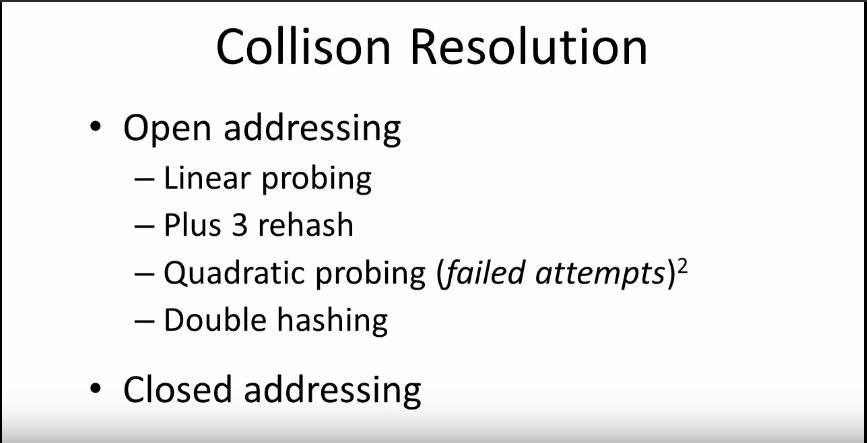 Collison Resolution
• Open addressing
– Linear probing
– Plus 3 rehash
– Quadratic probing (failed attempts)²
– Double hashing
• Closed addressing